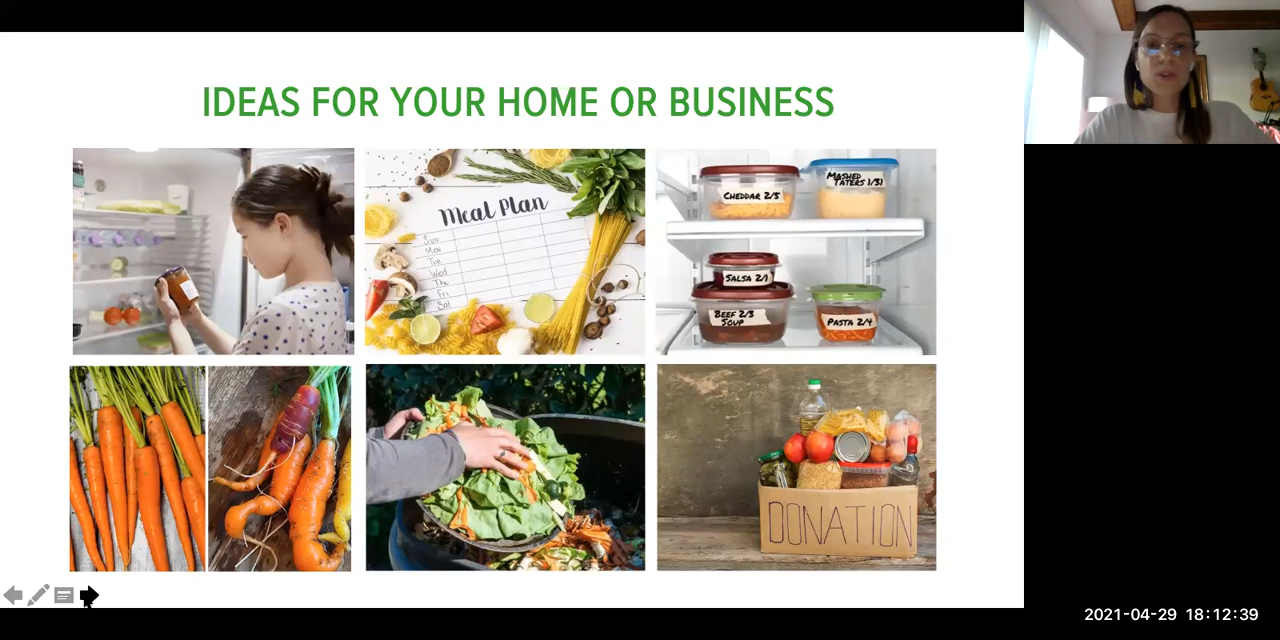 IDEAS FOR YOUR HOME OR BUSINESS
Meal Plan
Sun
Mon
Tue
Wed
Thu
Fri
Sat
CHEDDAR 2/5
MASHED
TATERS 1/31
SALSA 2/1
BEEF 2/3
SOUP
PASTA 2/4
DONATION
2021-04-29 18:12:39